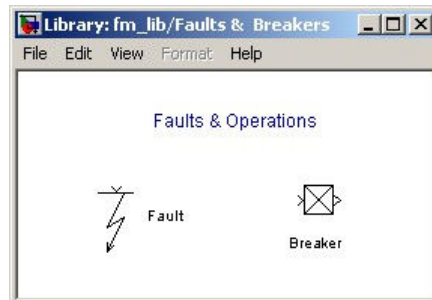 Library: fm_lib/Faults & Breakers
File Edit View Format Help
Faults & Operations
Fault
Breaker